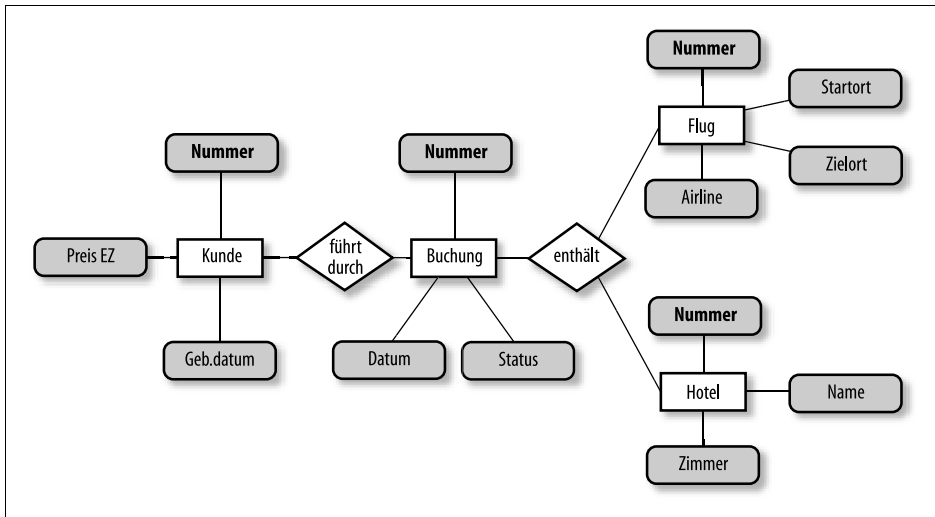 Nummer
Startort
Flug
Nummer
Nummer
Zielort
Airline
Preis EZ
Kunde
führt
durch
Buchung
enthält
Nummer
Geb.datum
Datum
Status
Hotel
Name
Zimmer